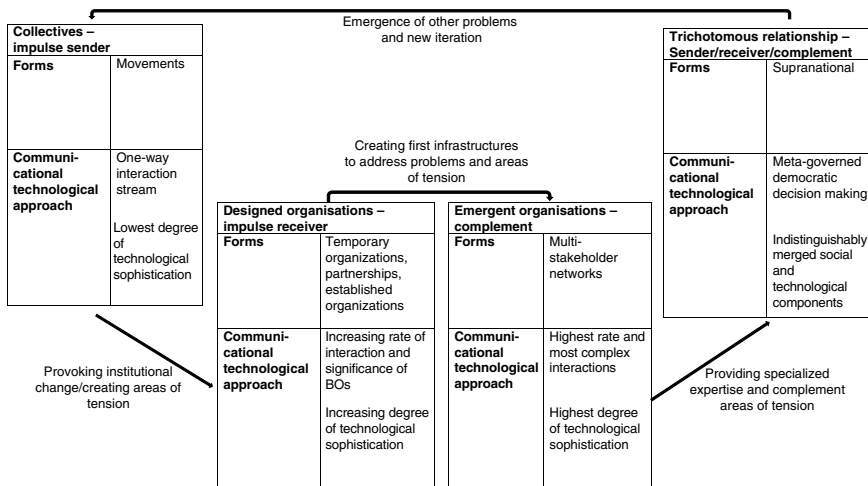 Emergence of other problems
and new iteration
Collectives –
impulse sender
Forms
Movements
Communi-
cational
technological
approach
One-way
interaction
stream
Lowest degree
of
technological
sophistication
Provoking institutional
change/creating areas of
tension
Creating first infrastructures
to address problems and areas
of tension
Designed organisations –
impulse receiver
Forms
Temporary
organizations,
partnerships,
established
organizations
Communi-
cational
technological
approach
Increasing rate of
interaction and
significance of
BOs
Increasing degree
of technological
sophistication
Emergent organisations –
complement
Forms
Multi-
stakeholder
networks
Communi-
cational
technological
approach
Highest rate and
most complex
interactions
Highest degree
of technological
sophistication
Providing specialized
expertise and complement
areas of tension
Trichotomous relationship –
Sender/receiver/complement
Forms
Supranational
Communi-
cational
technological
approach
Meta-governed
democratic
decision making
Indistinguishably
merged social
and
technological
components